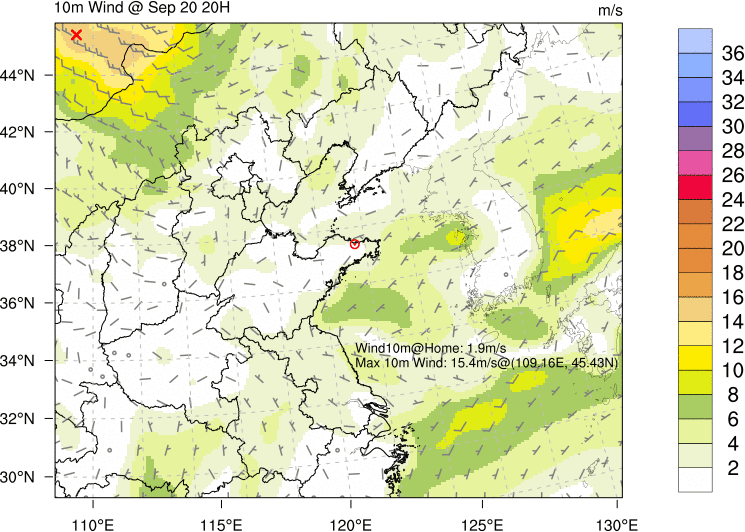 10m Wind @ Sep 20 20H
m/s
44°N
42°N
40°N
38°N
36°N
34°N
32°N
30°N
Wind10m@Home: 1.9m/s
Max 10m Wind: 15.4m/s@(109.16E, 45.43N)
110°E
115°E
120°E
125°E
130°E
36
34
32
30
28
26
24
22
20
18
16
14
12
10
8
6
4
2